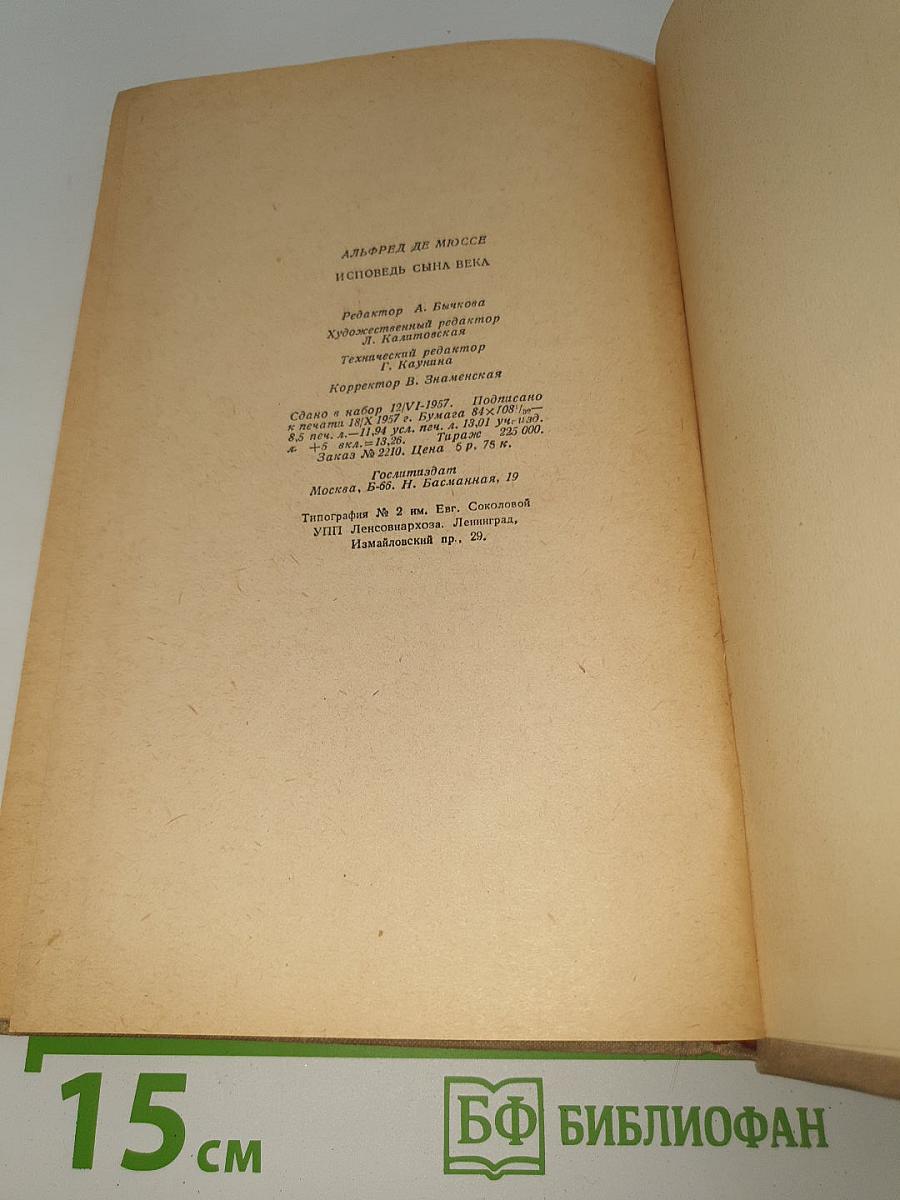 АЛЬФРЕД ДЕ МЮССЕ
ИСПОВЕДЬ СЫНА ВЕКА
Редактор А. Бычкова
Художественный редактор
Л. Калитовская
Технический редактор
Г. Каунина
Корректор В. Знаменская
Сдано в набор 12/VI-1957. Подписано
к печати 18/X 1957 г. Бумага 84×108¹/₃₂—
8,5 печ. л.—11,94 усл. печ. л. 13,01 уч.-изд.
л. +5 вкл.=13,26. Тираж 225 000.
Заказ № 2210. Цена 6 р. 75 к.
Гослитиздат
Москва, Б-66. Н. Басманная, 19
Типография № 2 им. Евг. Соколовой
УПП Ленсовнархоза. Ленинград,
Измайловский пр., 29.
15 см
БФ БИБЛИОФАН